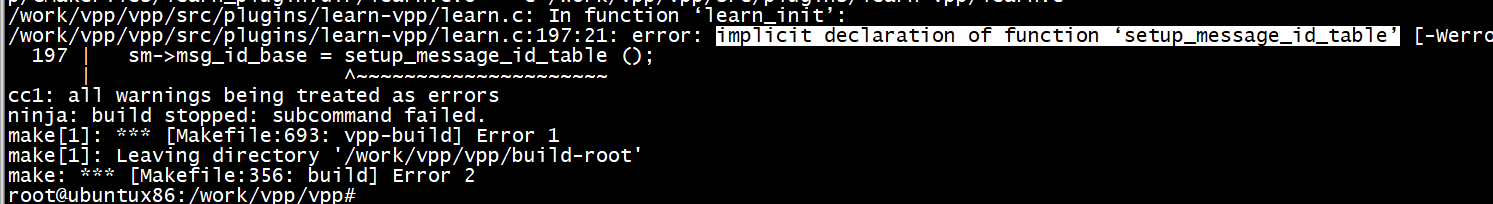 /work/vpp/vpp/src/plugins/learn-vpp/learn.c: In function ‘learn_init’:
/work/vpp/vpp/src/plugins/learn-vpp/learn.c:197:21: error: implicit declaration of function ‘setup_message_id_table’ [-Werro
197 | sm->msg_id_base = setup_message_id_table ();
| ^~~~~~~~~~~~~~~~~~~~~~
cc1: all warnings being treated as errors
ninja: build stopped: subcommand failed.
make[1]: *** [Makefile:693: vpp-build] Error 1
make[1]: Leaving directory '/work/vpp/vpp/build-root'
make: *** [Makefile:356: build] Error 2
root@ubuntux86:/work/vpp/vpp#